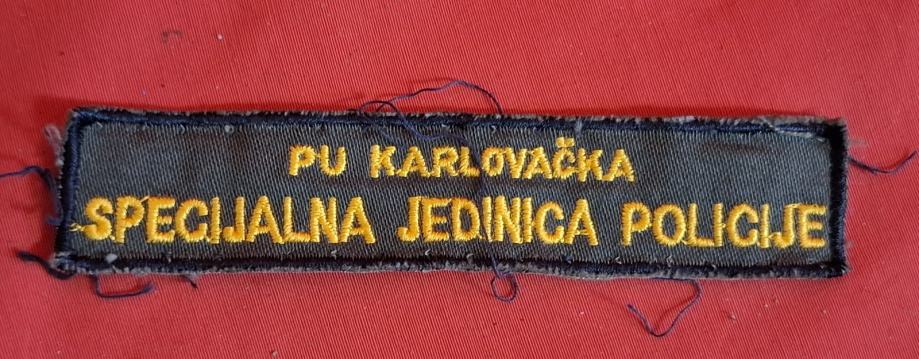 PU KARLOVAČKA
SPECIJALNA JEDINICA POLICIJE